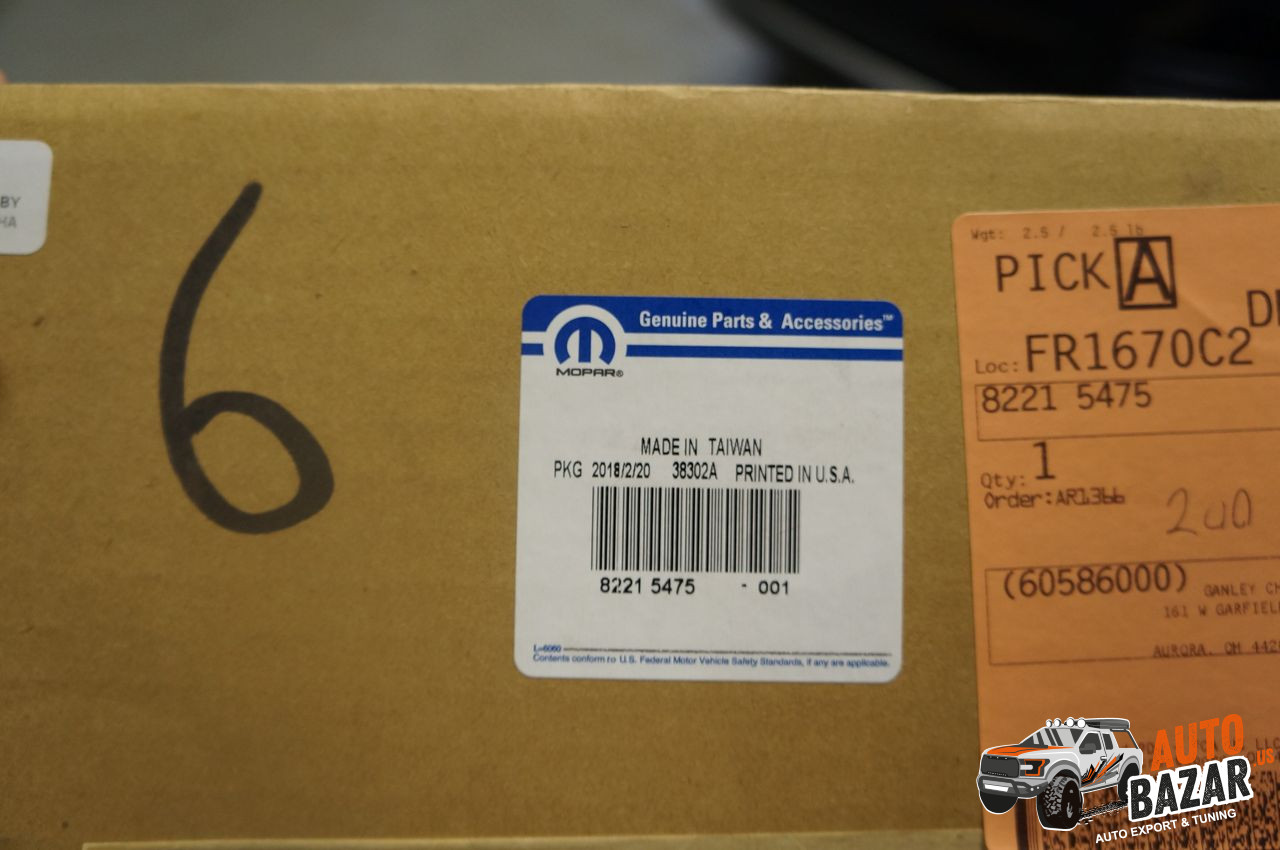 BY
HA
6
Genuine Parts & Accessories™
MOPAR®
MADE IN TAIWAN
PKG 2018/2/20 38302A PRINTED IN U.S.A.
8221 5475 - 001
L-6060
Contents conform to U.S. Federal Motor Vehicle Safety Standards, if any are applicable.
Wgt: 2.5 / 2.5 lb
PICK A
Loc: FR1670C2
8221 5475
Qty: 1
Order: AR1366
200
(60586000) GANLEY CH
161 W GARFIEL
AURORA, OH 442
AUTO
BAZAR
US
AUTO EXPORT & TUNING